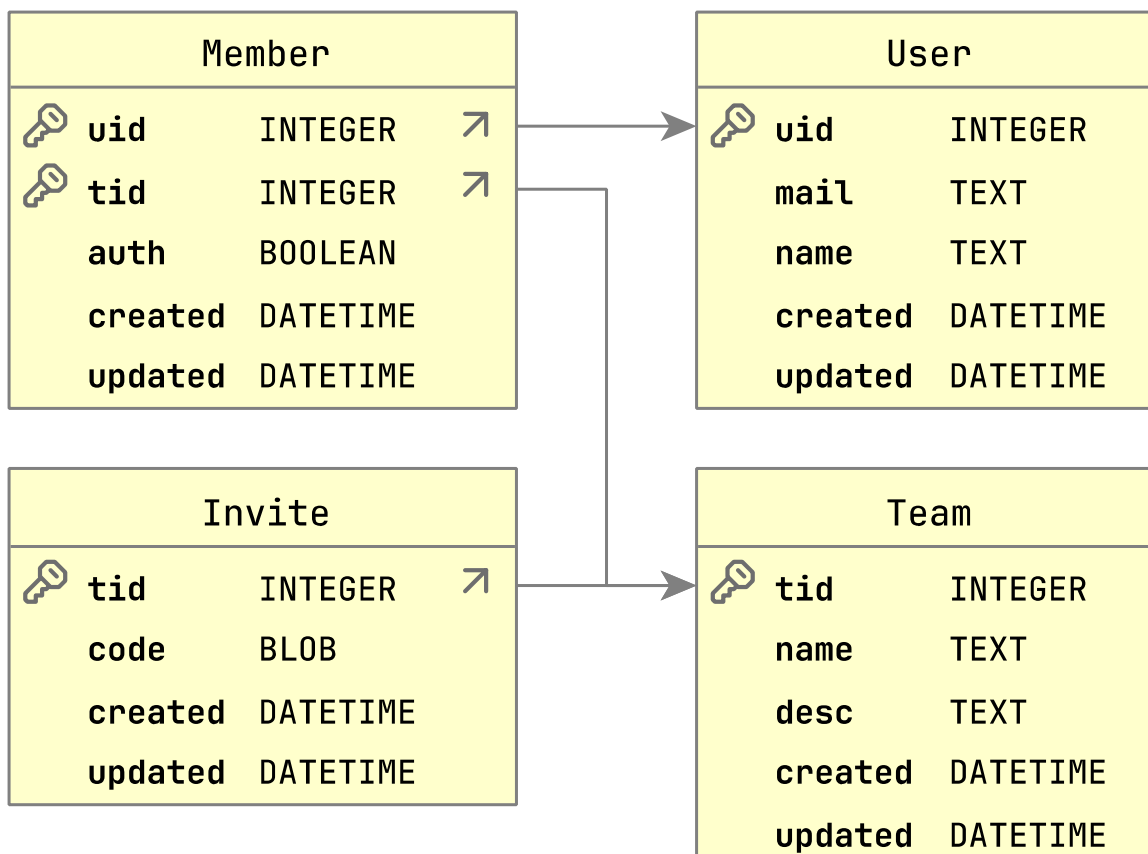 Member
uid INTEGER
tid INTEGER
auth BOOLEAN
created DATETIME
updated DATETIME
User
uid INTEGER
mail TEXT
name TEXT
created DATETIME
updated DATETIME
Invite
tid INTEGER
code BLOB
created DATETIME
updated DATETIME
Team
tid INTEGER
name TEXT
desc TEXT
created DATETIME
updated DATETIME